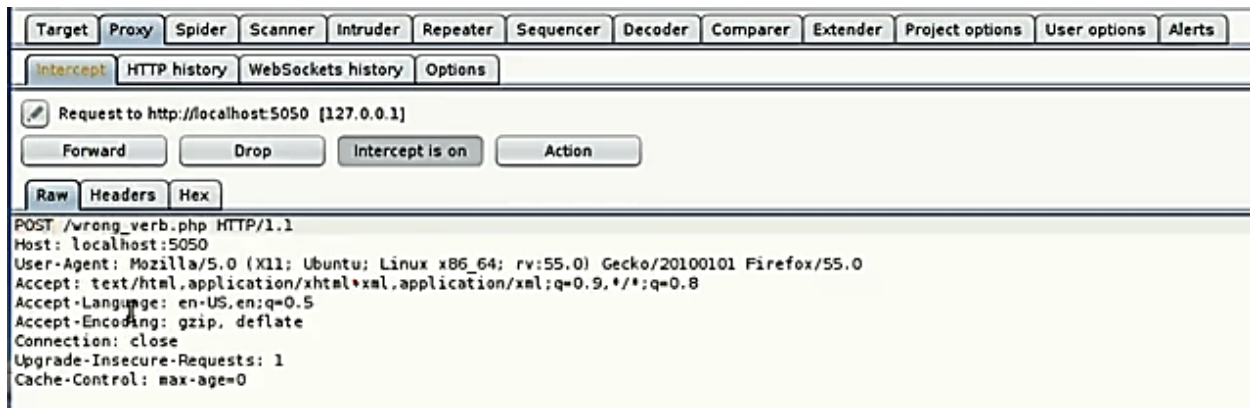 Target Proxy Spider Scanner Intruder Repeater Sequencer Decoder Comparer Extender Project options User options Alerts
Intercept HTTP history WebSockets history Options
Request to http://localhost:5050 [127.0.0.1]
Forward Drop Intercept is on Action
Raw Headers Hex
POST /wrong_verb.php HTTP/1.1
Host: localhost:5050
User-Agent: Mozilla/5.0 (X11; Ubuntu; Linux x86_64; rv:55.0) Gecko/20100101 Firefox/55.0
Accept: text/html,application/xhtml+xml,application/xml;q=0.9,*/*;q=0.8
Accept-Language: en-US,en;q=0.5
Accept-Encoding: gzip, deflate
Connection: close
Upgrade-Insecure-Requests: 1
Cache-Control: max-age=0